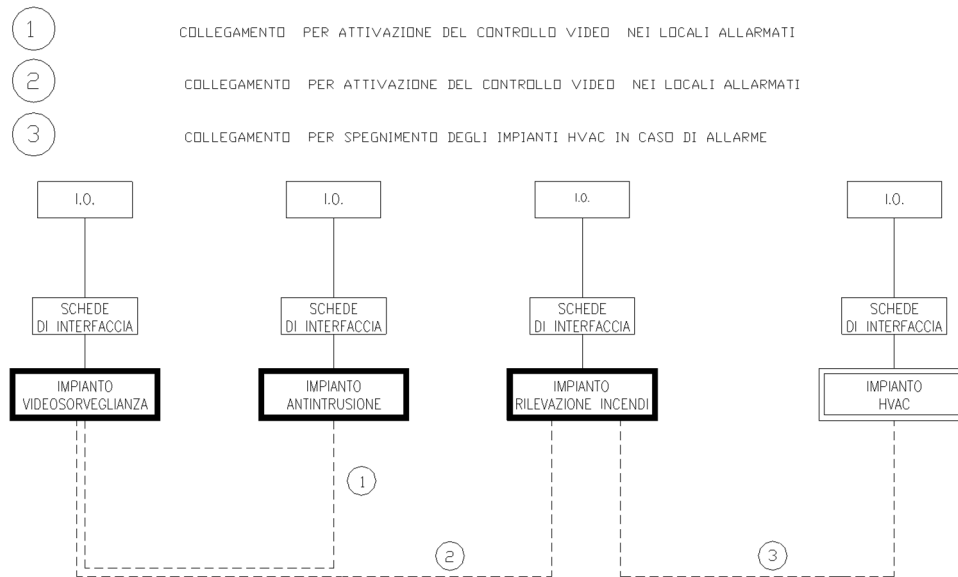 1 COLLEGAMENTO PER ATTIVAZIONE DEL CONTROLLO VIDEO NEI LOCALI ALLARMATI
2 COLLEGAMENTO PER ATTIVAZIONE DEL CONTROLLO VIDEO NEI LOCALI ALLARMATI
3 COLLEGAMENTO PER SPEGNIMENTO DEGLI IMPIANTI HVAC IN CASO DI ALLARME
I.O. I.O. I.O. I.O.
SCHEDE SCHEDE SCHEDE SCHEDE
DI INTERFACCIA DI INTERFACCIA DI INTERFACCIA DI INTERFACCIA
IMPIANTO IMPIANTO IMPIANTO IMPIANTO
VIDEOSORVEGLIANZA ANTINTRUSIONE RILEVAZIONE INCENDI HVAC
1
2 3